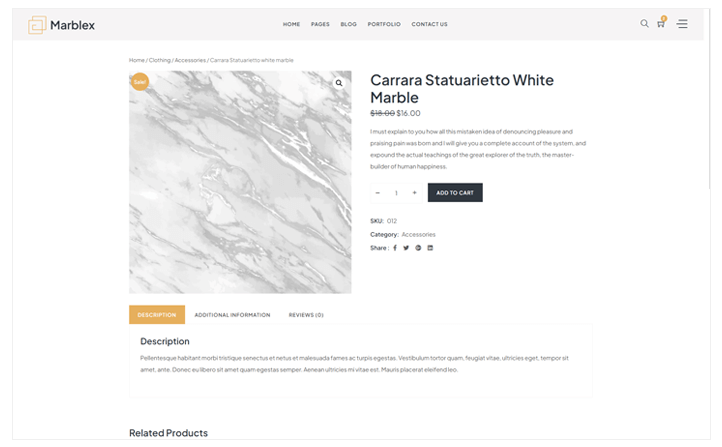 Marblex
HOME PAGES BLOG PORTFOLIO CONTACT US
Home / Clothing / Accessories / Carrara Statuarietto white marble
Sale!
Carrara Statuarietto White
Marble
$18.00 $16.00
I must explain to you how all this mistaken idea of denouncing pleasure and
praising pain was born and I will give you a complete account of the system, and
expound the actual teachings of the great explorer of the truth, the master-
builder of human happiness.
− 1 + ADD TO CART
SKU: 012
Category: Accessories
Share :
DESCRIPTION ADDITIONAL INFORMATION REVIEWS (0)
Description
Pellentesque habitant morbi tristique senectus et netus et malesuada fames ac turpis egestas. Vestibulum tortor quam, feugiat vitae, ultricies eget, tempor sit
amet, ante. Donec eu libero sit amet quam egestas semper. Aenean ultricies mi vitae est. Mauris placerat eleifend leo.
Related Products